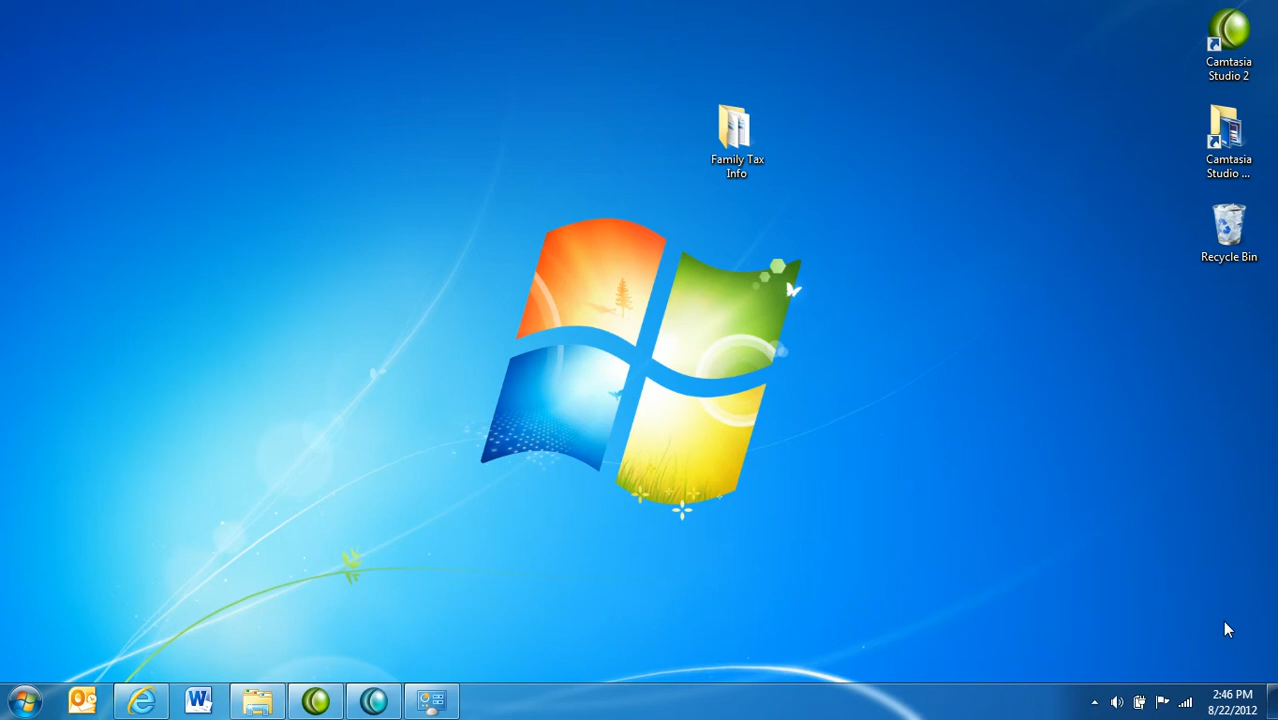 Camtasia
Studio 2
Family Tax
Info
Camtasia
Studio ...
Recycle Bin
2:46 PM
8/22/2012